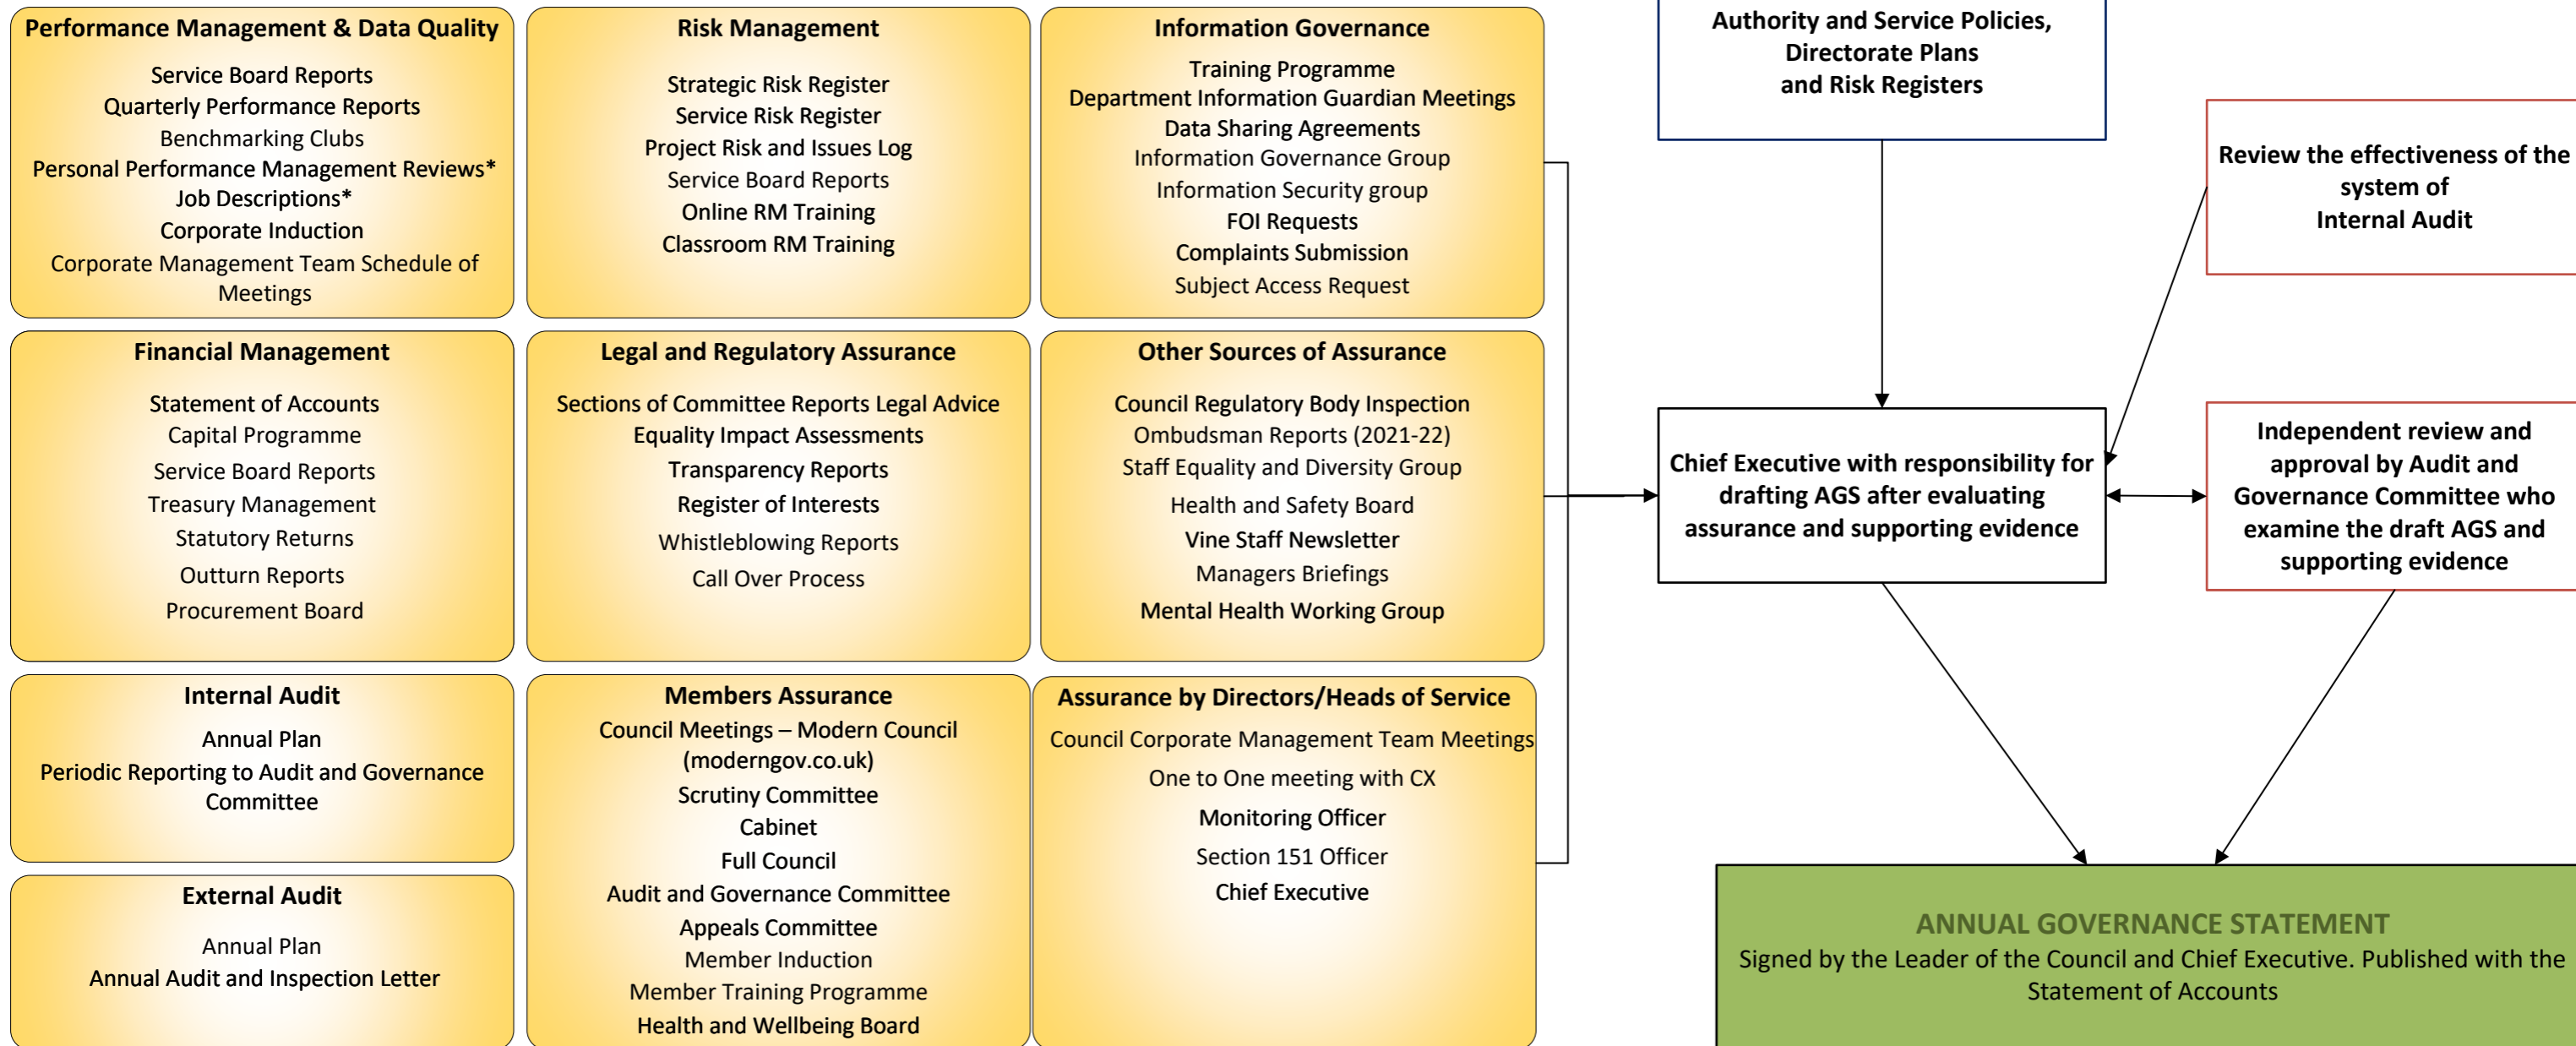 Performance Management & Data Quality
Service Board Reports
Quarterly Performance Reports
Benchmarking Clubs
Personal Performance Management Reviews*
Job Descriptions*
Corporate Induction
Corporate Management Team Schedule of
Meetings
Risk Management
Strategic Risk Register
Service Risk Register
Project Risk and Issues Log
Service Board Reports
Online RM Training
Classroom RM Training
Information Governance
Training Programme
Department Information Guardian Meetings
Data Sharing Agreements
Information Governance Group
Information Security group
FOI Requests
Complaints Submission
Subject Access Request
Financial Management
Statement of Accounts
Capital Programme
Service Board Reports
Treasury Management
Statutory Returns
Outturn Reports
Procurement Board
Legal and Regulatory Assurance
Sections of Committee Reports Legal Advice
Equality Impact Assessments
Transparency Reports
Register of Interests
Whistleblowing Reports
Call Over Process
Other Sources of Assurance
Council Regulatory Body Inspection
Ombudsman Reports (2021-22)
Staff Equality and Diversity Group
Health and Safety Board
Vine Staff Newsletter
Managers Briefings
Mental Health Working Group
Internal Audit
Annual Plan
Periodic Reporting to Audit and Governance
Committee
External Audit
Annual Plan
Annual Audit and Inspection Letter
Members Assurance
Council Meetings – Modern Council
(moderngov.co.uk)
Scrutiny Committee
Cabinet
Full Council
Audit and Governance Committee
Appeals Committee
Member Induction
Member Training Programme
Health and Wellbeing Board
Assurance by Directors/Heads of Service
Council Corporate Management Team Meetings
One to One meeting with CX
Monitoring Officer
Section 151 Officer
Chief Executive
Authority and Service Policies,
Directorate Plans
and Risk Registers
Review the effectiveness of the
system of
Internal Audit
Chief Executive with responsibility for
drafting AGS after evaluating
assurance and supporting evidence
Independent review and
approval by Audit and
Governance Committee who
examine the draft AGS and
supporting evidence
ANNUAL GOVERNANCE STATEMENT
Signed by the Leader of the Council and Chief Executive. Published with the
Statement of Accounts